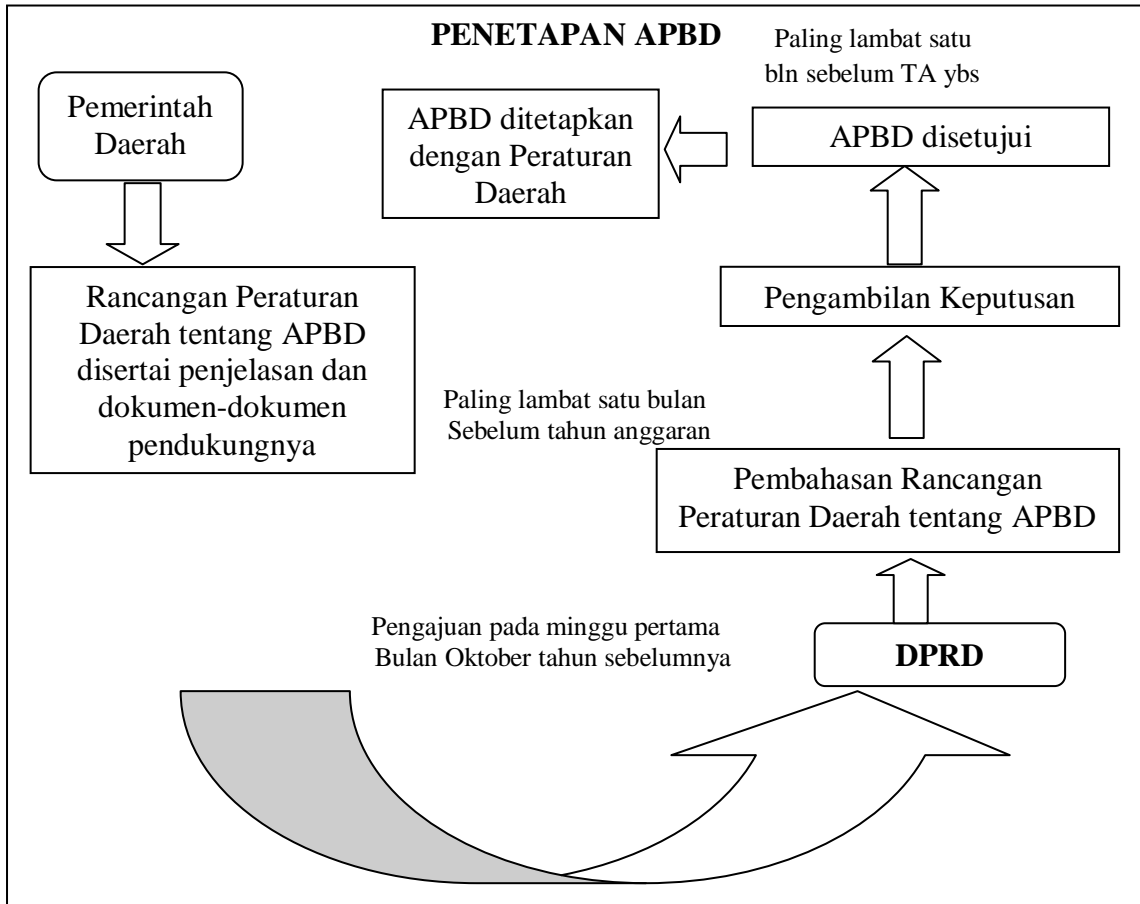 PENETAPAN APBD
Paling lambat satu
bln sebelum TA ybs
Pemerintah
Daerah
APBD ditetapkan
dengan Peraturan
Daerah
APBD disetujui
Rancangan Peraturan
Daerah tentang APBD
disertai penjelasan dan
dokumen-dokumen
pendukungnya
Pengambilan Keputusan
Paling lambat satu bulan
Sebelum tahun anggaran
Pembahasan Rancangan
Peraturan Daerah tentang APBD
Pengajuan pada minggu pertama
Bulan Oktober tahun sebelumnya
DPRD